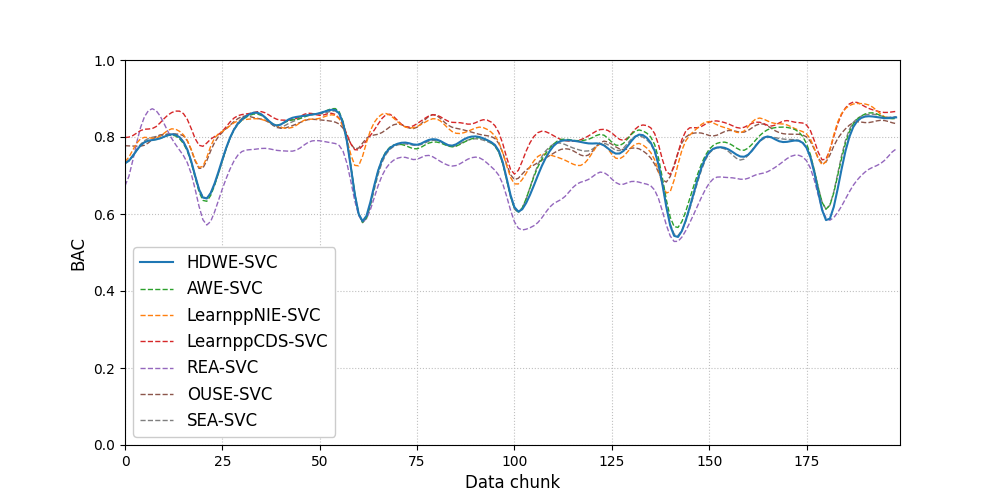 1.0
0.8
0.6
0.4
0.2
0.0
BAC
HDWE-SVC
AWE-SVC
LearnppNIE-SVC
LearnppCDS-SVC
REA-SVC
OUSE-SVC
SEA-SVC
0 25 50 75 100 125 150 175
Data chunk